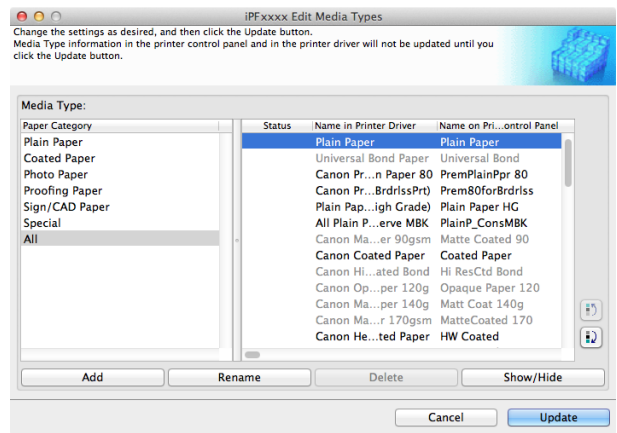 iPFxxxx Edit Media Types
Change the settings as desired, and then click the Update button.
Media Type information in the printer control panel and in the printer driver will not be updated until you
click the Update button.
Media Type:
Paper Category Status Name in Printer Driver Name on Pri...ontrol Panel
Plain Paper Plain Paper Plain Paper
Coated Paper Universal Bond Paper Universal Bond
Photo Paper Canon Pr...n Paper 80 PremPlainPpr 80
Proofing Paper Canon Pr...BrdrlssPrt) Prem80forBrdrlss
Sign/CAD Paper Plain Pap...igh Grade) Plain Paper HG
Special All Plain P...erve MBK PlainP_ConsMBK
All Canon Ma...er 90gsm Matte Coated 90
Canon Coated Paper Coated Paper
Canon Hi...ated Bond Hi ResCtd Bond
Canon Op...per 120g Opaque Paper 120
Canon Ma...per 140g Matt Coat 140g
Canon Ma...r 170gsm MatteCoated 170
Canon He...ted Paper HW Coated
Add Rename Delete Show/Hide
Cancel Update